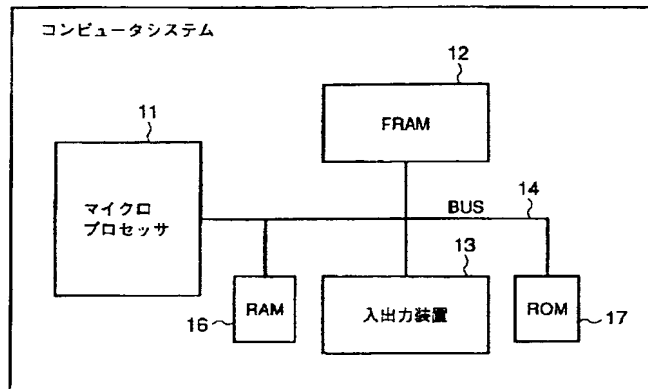 コンピュータシステム
12
FRAM
11
マイクロ
プロセッサ
BUS
14
13
RAM
16
入出力装置
ROM
17